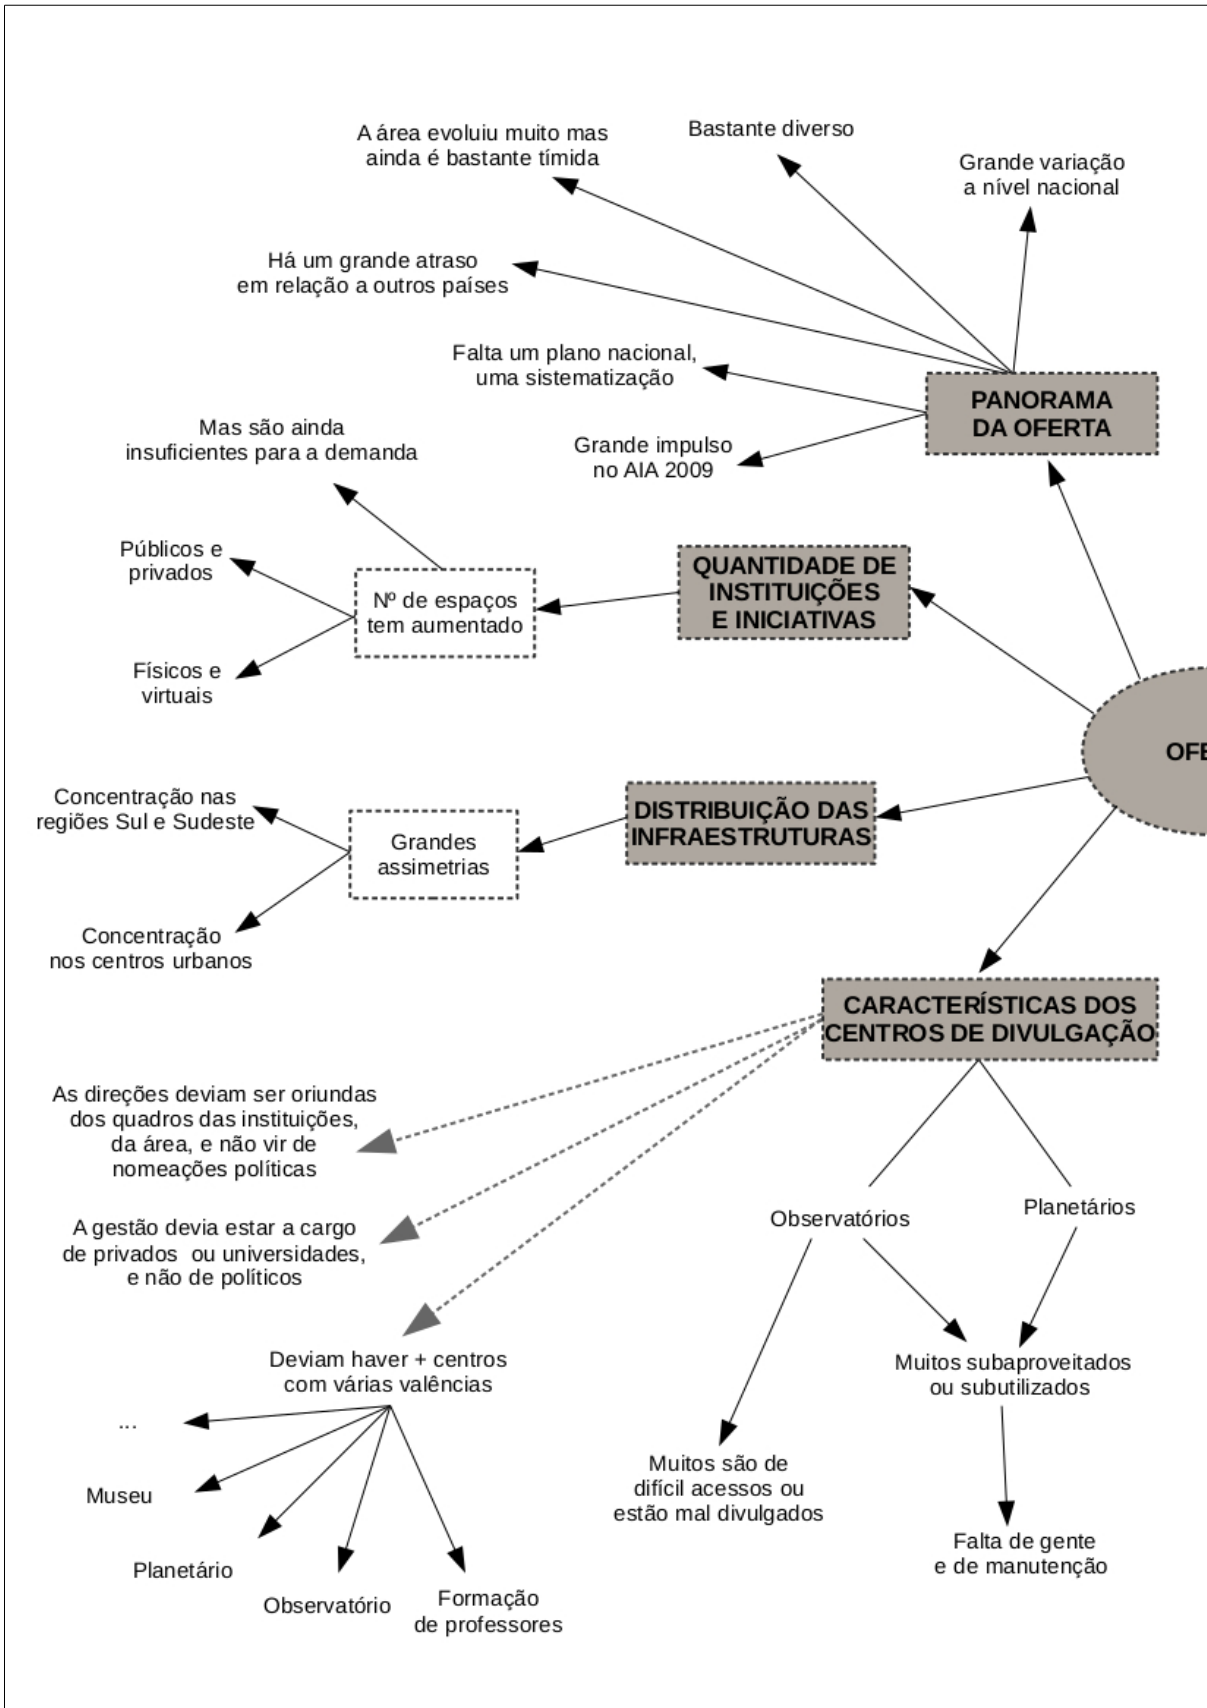 A área evoluiu muito mas
ainda é bastante tímida
Bastante diverso
Grande variação
a nível nacional
Há um grande atraso
em relação a outros países
Falta um plano nacional,
uma sistematização
PANORAMA
DA OFERTA
Grande impulso
no AIA 2009
Mas são ainda
insuficientes para a demanda
Públicos e
privados
Nº de espaços
tem aumentado
QUANTIDADE DE
INSTITUIÇÕES
E INICIATIVAS
Físicos e
virtuais
OFE
Concentração nas
regiões Sul e Sudeste
Grandes
assimetrias
DISTRIBUIÇÃO DAS
INFRAESTRUTURAS
Concentração
nos centros urbanos
CARACTERÍSTICAS DOS
CENTROS DE DIVULGAÇÃO
As direções deviam ser oriundas
dos quadros das instituições,
da área, e não vir de
nomeações políticas
A gestão devia estar a cargo
de privados ou universidades,
e não de políticos
Observatórios
Planetários
Deviam haver + centros
com várias valências
Muitos subaproveitados
ou subutilizados
...
Museu
Planetário
Observatório
Formação
de professores
Muitos são de
difícil acessos ou
estão mal divulgados
Falta de gente
e de manutenção